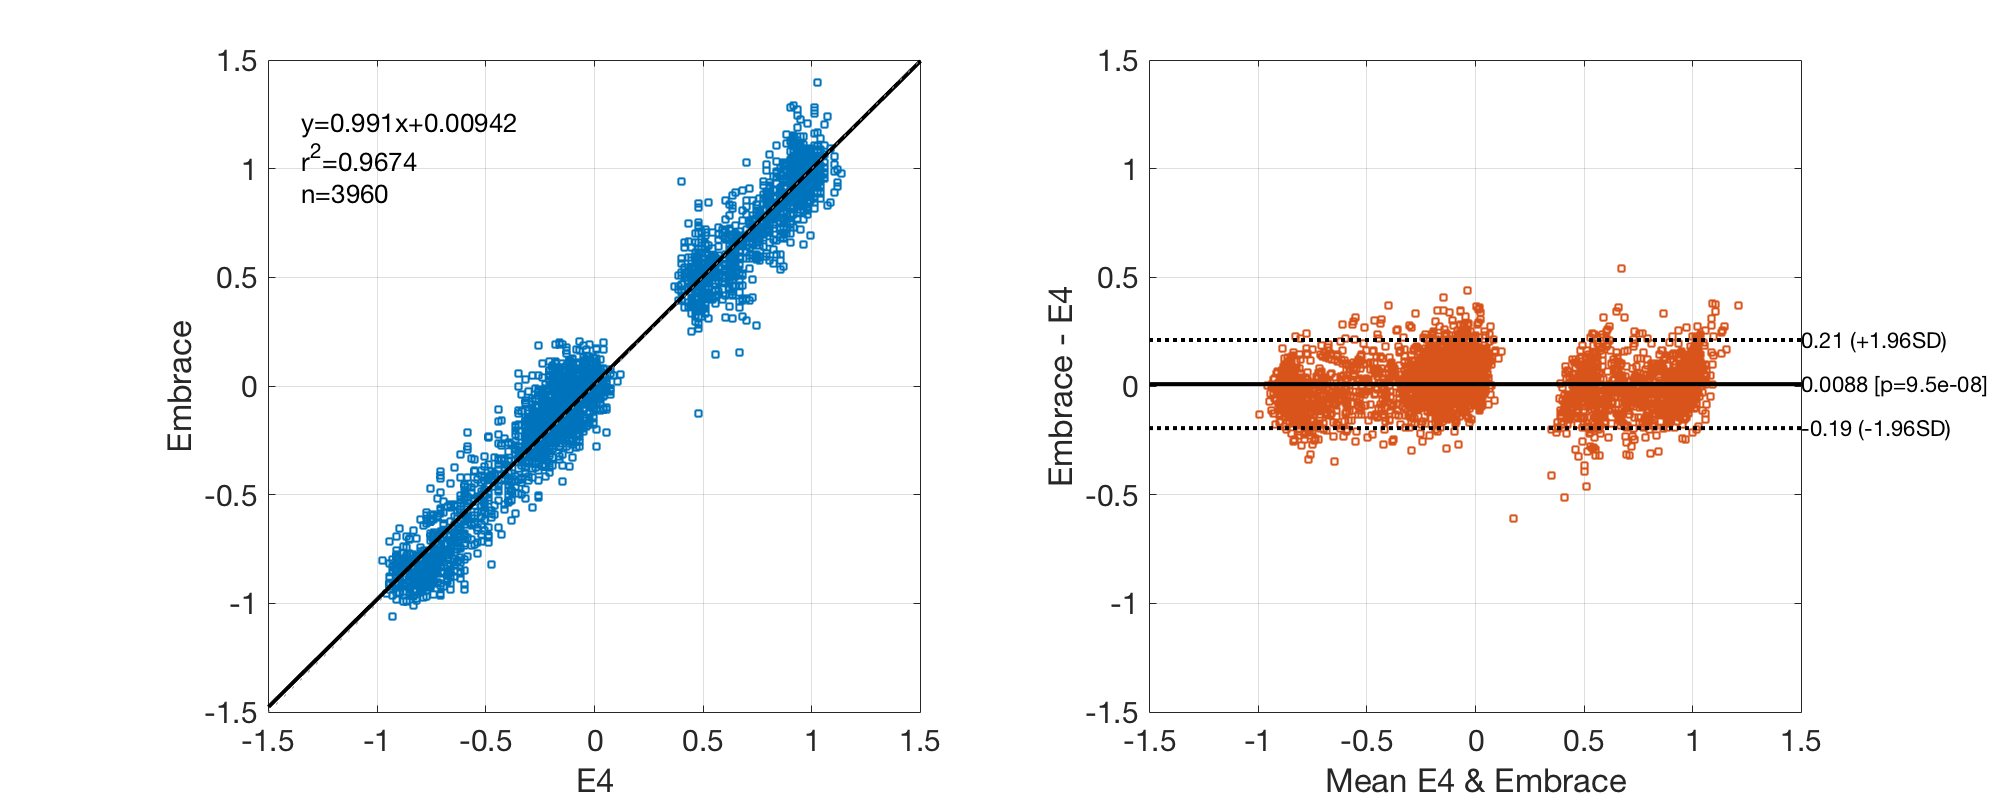 1.5
1
0.5
0
-0.5
-1
-1.5
-1.5
-1
-0.5
0
0.5
1
1.5
Embrace
E4
y=0.991x+0.00942
r²=0.9674
n=3960
1.5
1
0.5
0
-0.5
-1
-1.5
-1.5
-1
-0.5
0
0.5
1
1.5
Embrace - E4
Mean E4 & Embrace
0.21 (+1.96SD)
0.0088 [p=9.5e-08]
-0.19 (-1.96SD)